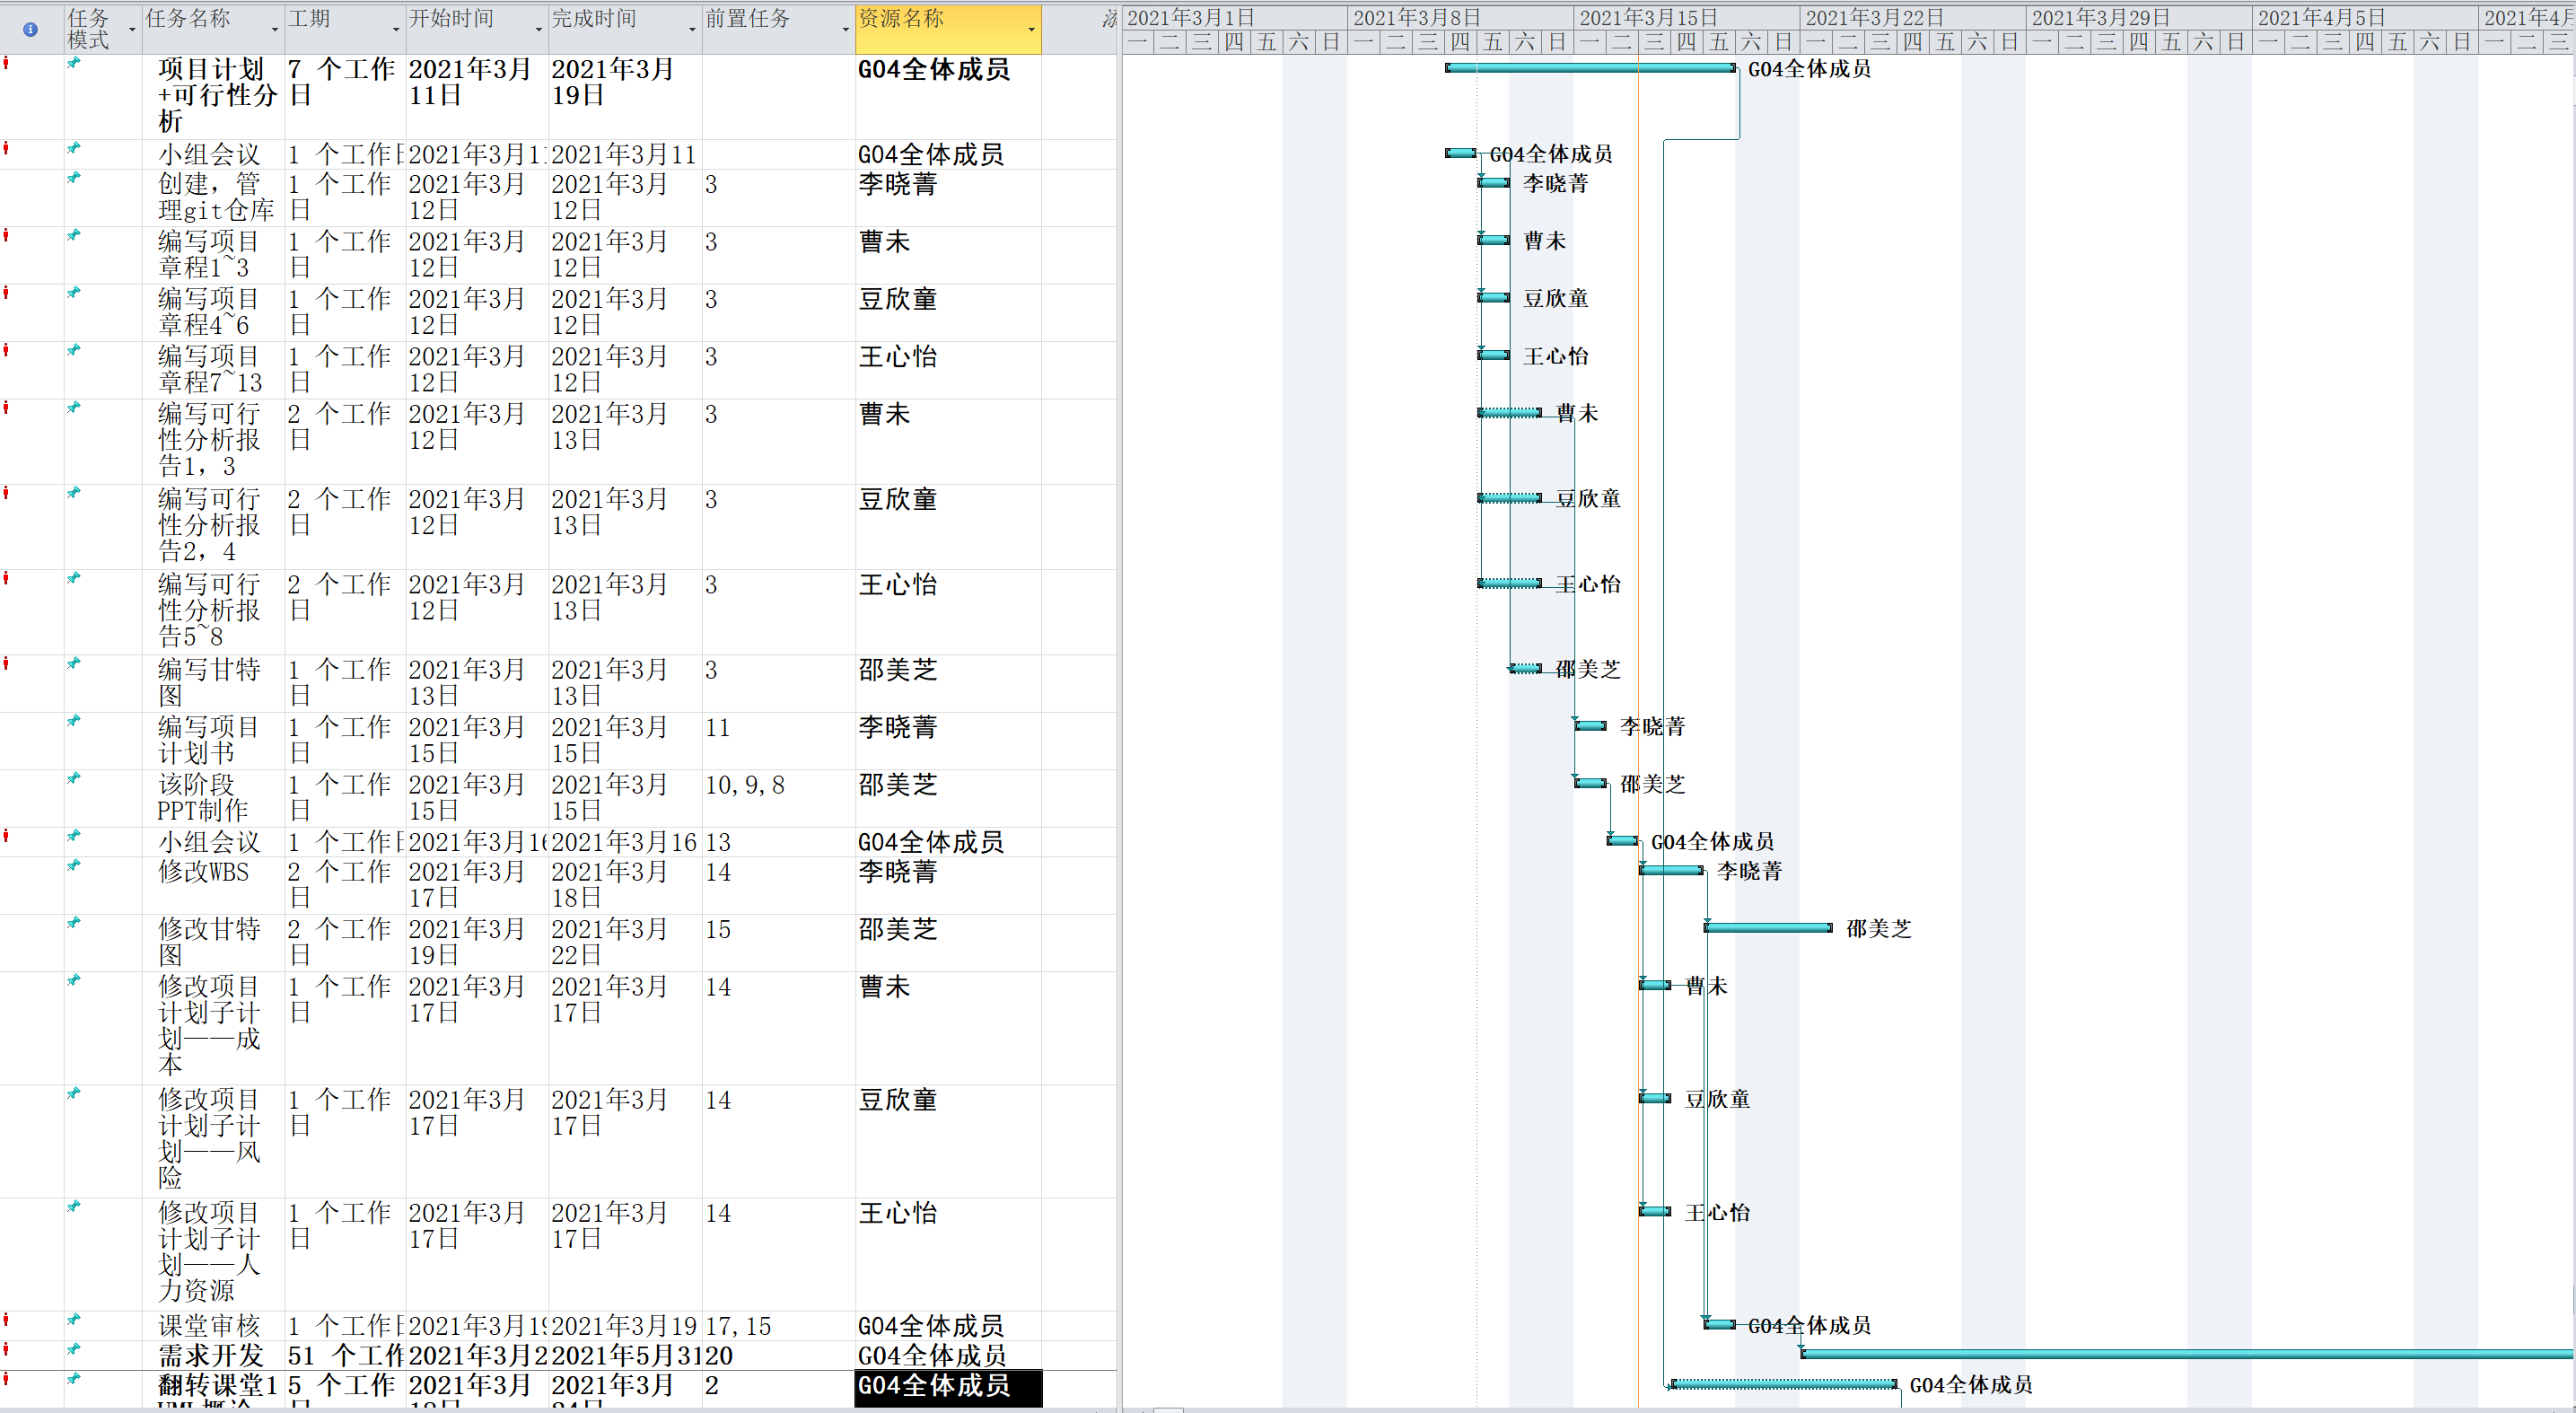 任务模式 任务名称 工期 开始时间 完成时间 前置任务 资源名称
2021年3月1日 2021年3月8日 2021年3月15日 2021年3月22日 2021年3月29日 2021年4月5日 2021年4月
一 二 三 四 五 六 日 一 二 三 四 五 六 日 一 二 三 四 五 六 日 一 二 三 四 五 六 日 一 二 三 四 五 六 日 一 二 三 四 五 六 日 一 二 三
项目计划+可行性分析 7 个工作日 2021年3月11日 2021年3月19日 G04全体成员 G04全体成员
小组会议 1 个工作日 2021年3月11 2021年3月11 G04全体成员 G04全体成员
创建，管理git仓库 1 个工作日 2021年3月12日 2021年3月12日 3 李晓菁 李晓菁
编写项目章程1~3 1 个工作日 2021年3月12日 2021年3月12日 3 曹未 曹未
编写项目章程4~6 1 个工作日 2021年3月12日 2021年3月12日 3 豆欣童 豆欣童
编写项目章程7~13 1 个工作日 2021年3月12日 2021年3月12日 3 王心怡 王心怡
编写可行性分析报告1，3 2 个工作日 2021年3月12日 2021年3月13日 3 曹未 曹未
编写可行性分析报告2，4 2 个工作日 2021年3月12日 2021年3月13日 3 豆欣童 豆欣童
编写可行性分析报告5~8 2 个工作日 2021年3月12日 2021年3月13日 3 王心怡 王心怡
编写甘特图 1 个工作日 2021年3月13日 2021年3月13日 3 邵美芝 邵美芝
编写项目计划书 1 个工作日 2021年3月15日 2021年3月15日 11 李晓菁 李晓菁
该阶段PPT制作 1 个工作日 2021年3月15日 2021年3月15日 10,9,8 邵美芝 邵美芝
小组会议 1 个工作日 2021年3月16 2021年3月16 13 G04全体成员 G04全体成员
修改WBS 2 个工作日 2021年3月17日 2021年3月18日 14 李晓菁 李晓菁
修改甘特图 2 个工作日 2021年3月19日 2021年3月22日 15 邵美芝 邵美芝
修改项目计划子计划——成本 1 个工作日 2021年3月17日 2021年3月17日 14 曹未 曹未
修改项目计划子计划——风险 1 个工作日 2021年3月17日 2021年3月17日 14 豆欣童 豆欣童
修改项目计划子计划——人力资源 1 个工作日 2021年3月17日 2021年3月17日 14 王心怡 王心怡
课堂审核 1 个工作日 2021年3月19 2021年3月19 17,15 G04全体成员 G04全体成员
需求开发 51 个工作 2021年3月2 2021年5月31 20 G04全体成员
翻转课堂1 5 个工作 2021年3月 2021年3月 2 G04全体成员 G04全体成员